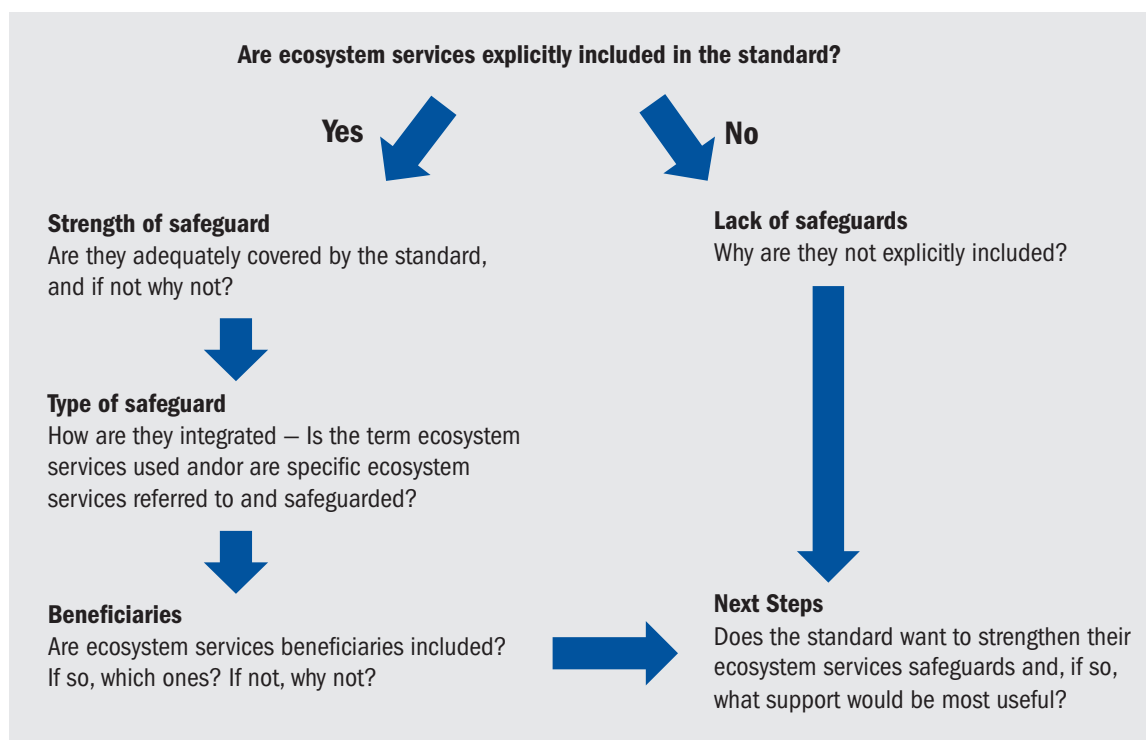 Are ecosystem services explicitly included in the standard?
Yes
No
Strength of safeguard
Are they adequately covered by the standard,
and if not why not?
Lack of safeguards
Why are they not explicitly included?
Type of safeguard
How are they integrated — Is the term ecosystem
services used andor are specific ecosystem
services referred to and safeguarded?
Beneficiaries
Are ecosystem services beneficiaries included?
If so, which ones? If not, why not?
Next Steps
Does the standard want to strengthen their
ecosystem services safeguards and, if so,
what support would be most useful?